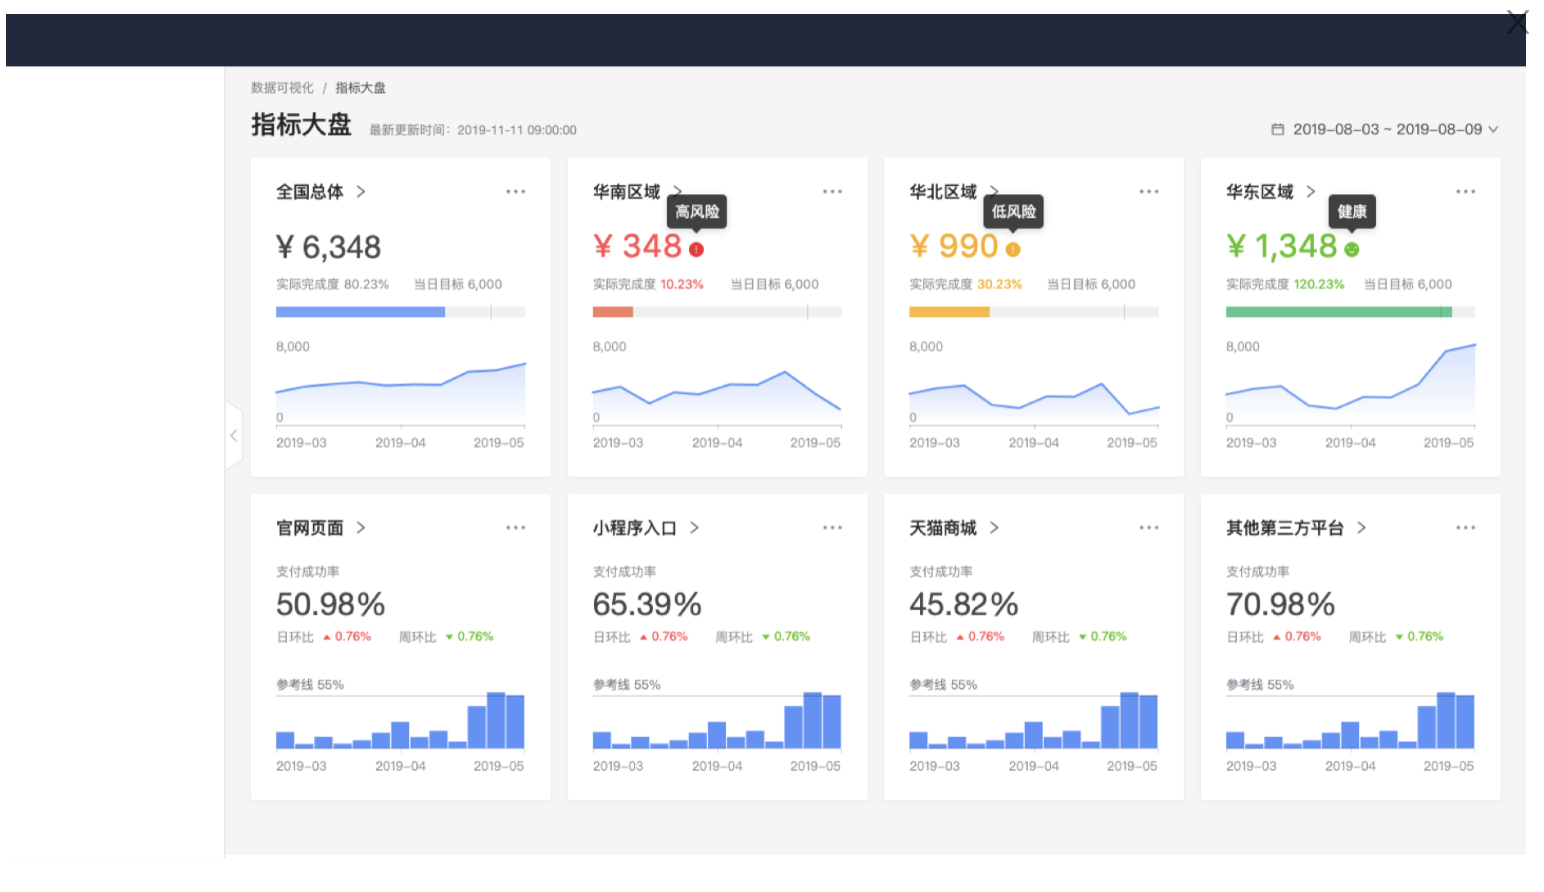 X
数据可视化 / 指标大盘
指标大盘 最新更新时间：2019-11-11 09:00:00
2019-08-03 ~ 2019-08-09
全国总体
¥ 6,348
实际完成度 80.23% 当日目标 6,000
8,000
0
2019-03 2019-04 2019-05
华南区域
高风险
¥ 348
实际完成度 10.23% 当日目标 6,000
8,000
0
2019-03 2019-04 2019-05
华北区域
低风险
¥ 990
实际完成度 30.23% 当日目标 6,000
8,000
0
2019-03 2019-04 2019-05
华东区域
健康
¥ 1,348
实际完成度 120.23% 当日目标 6,000
8,000
0
2019-03 2019-04 2019-05
官网页面
支付成功率
50.98%
日环比 0.76% 周环比 0.76%
参考线 55%
2019-03 2019-04 2019-05
小程序入口
支付成功率
65.39%
日环比 0.76% 周环比 0.76%
参考线 55%
2019-03 2019-04 2019-05
天猫商城
支付成功率
45.82%
日环比 0.76% 周环比 0.76%
参考线 55%
2019-03 2019-04 2019-05
其他第三方平台
支付成功率
70.98%
日环比 0.76% 周环比 0.76%
参考线 55%
2019-03 2019-04 2019-05